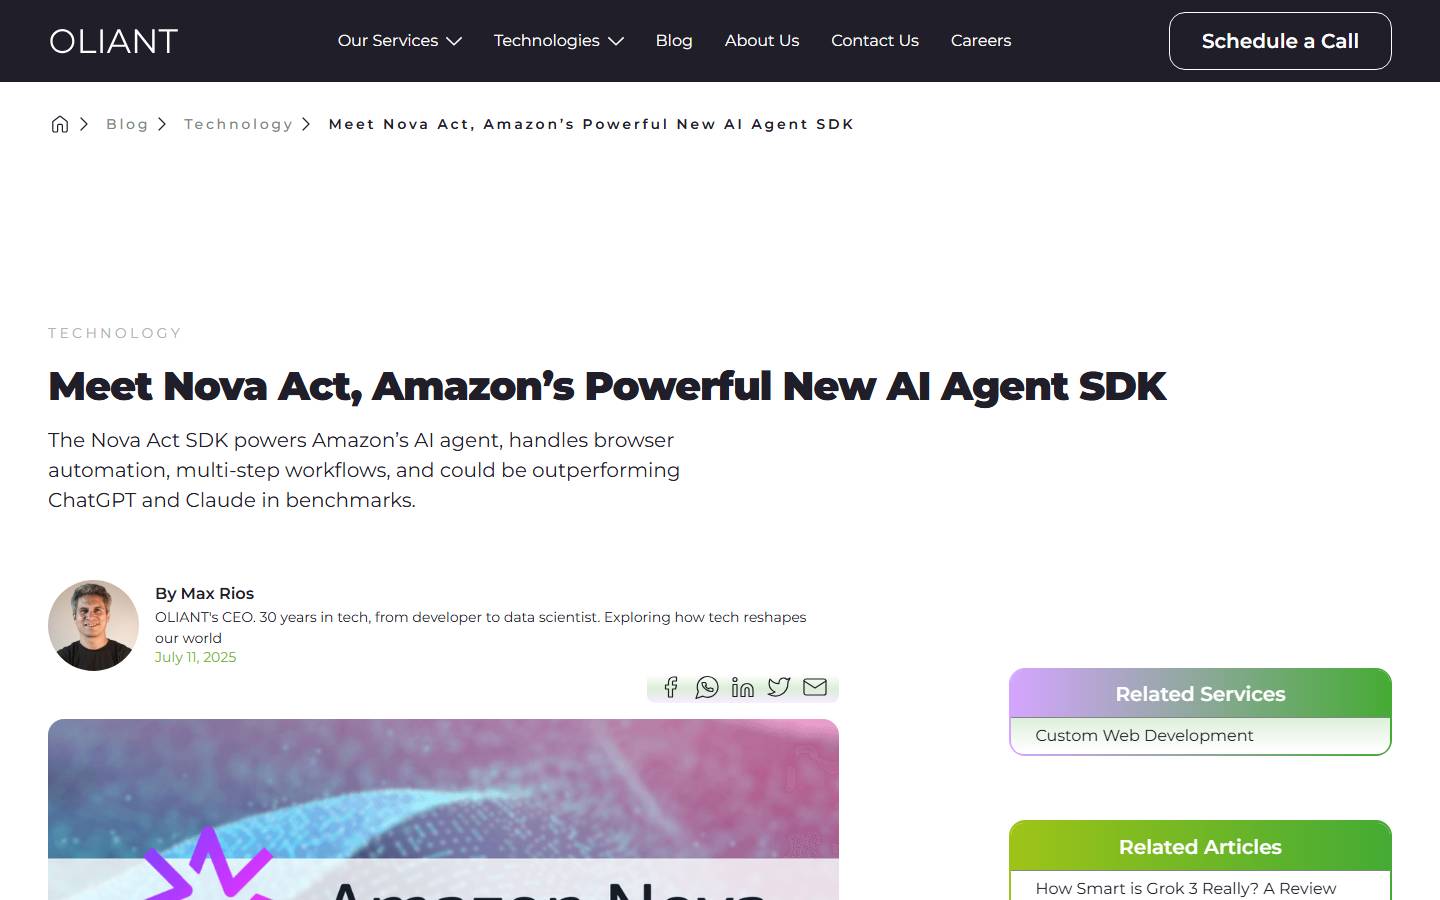 OLIANT
Our Services
Technologies
Blog
About Us
Contact Us
Careers
Schedule a Call
Blog
Technology
Meet Nova Act, Amazon’s Powerful New AI Agent SDK
TECHNOLOGY
Meet Nova Act, Amazon’s Powerful New AI Agent SDK
The Nova Act SDK powers Amazon’s AI agent, handles browser
automation, multi-step workflows, and could be outperforming
ChatGPT and Claude in benchmarks.
By Max Rios
OLIANT's CEO. 30 years in tech, from developer to data scientist. Exploring how tech reshapes
our world
July 11, 2025
Amazon Nova
Related Services
Custom Web Development
Related Articles
How Smart is Grok 3 Really? A Review